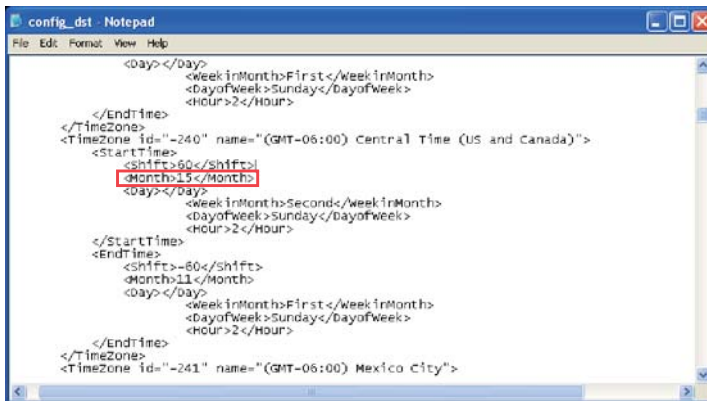 config_dst - Notepad
File Edit Format View Help
<Day></Day>
<WeekinMonth>First</WeekinMonth>
<DayofWeek>Sunday</DayofWeek>
<Hour>2</Hour>
</EndTime>
</TimeZone>
<TimeZone id="-240" name="(GMT-06:00) Central Time (US and Canada)">
<StartTime>
<Shift>60</Shift>
<Month>15</Month>
<Day></Day>
<WeekinMonth>Second</WeekinMonth>
<DayofWeek>Sunday</DayofWeek>
<Hour>2</Hour>
</StartTime>
<EndTime>
<Shift>-60</Shift>
<Month>11</Month>
<Day></Day>
<WeekinMonth>First</WeekinMonth>
<DayofWeek>Sunday</DayofWeek>
<Hour>2</Hour>
</EndTime>
</TimeZone>
<TimeZone id="-241" name="(GMT-06:00) Mexico City">